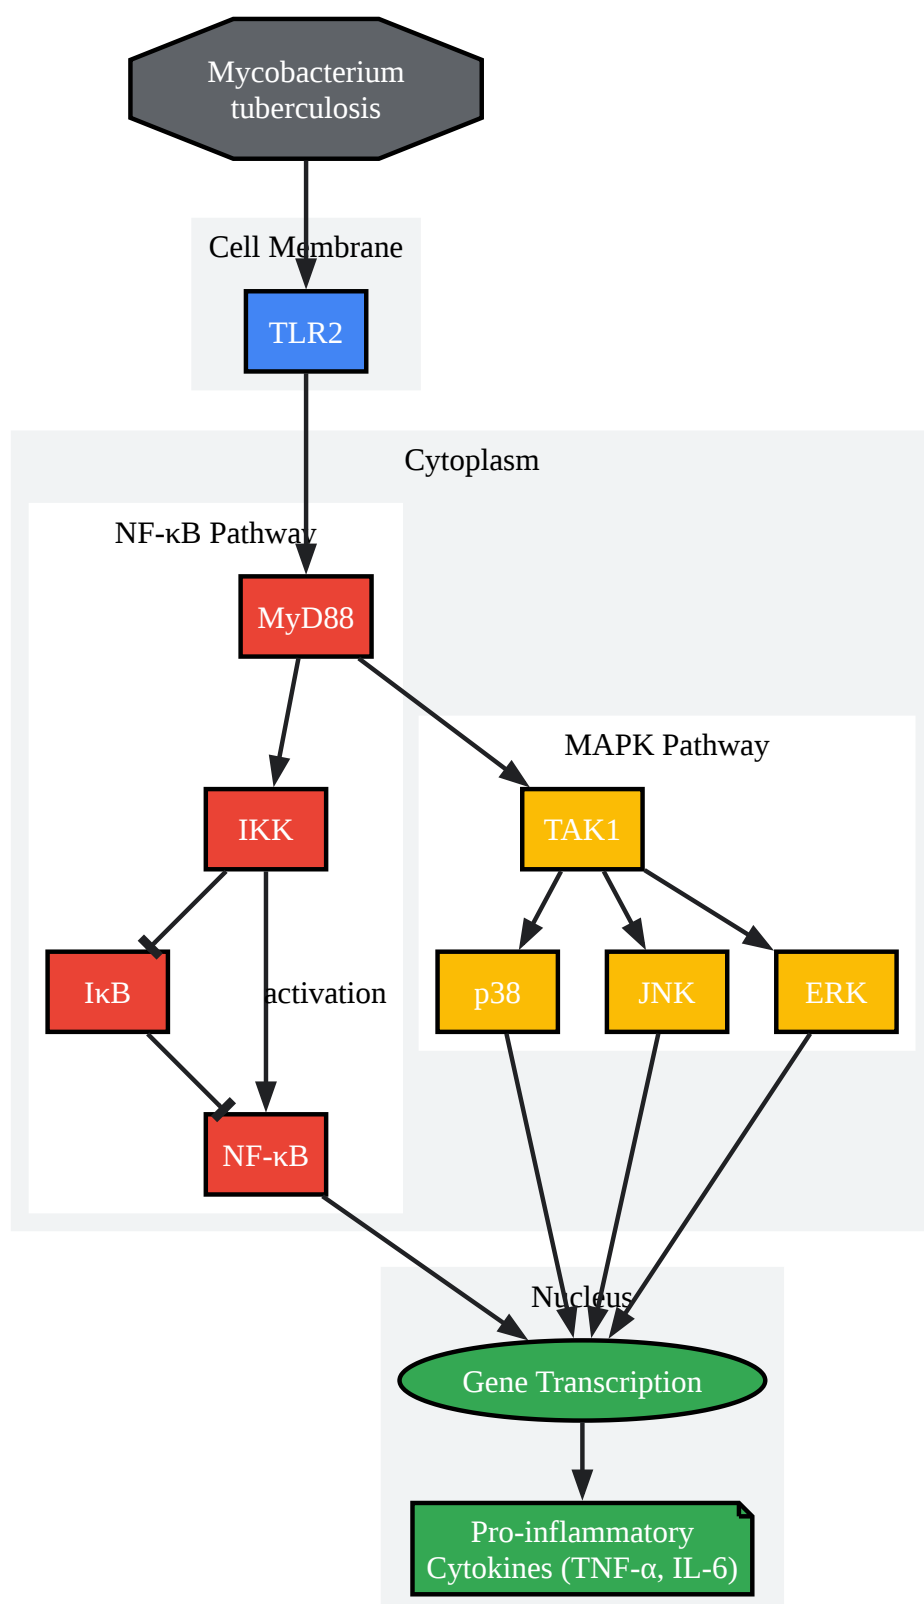 Mycobacterium
tuberculosis
Cell Membrane
TLR2
Cytoplasm
NF-κB Pathway
MyD88
MAPK Pathway
IKK
TAK1
IκB
activation
p38
JNK
ERK
NF-κB
Nucleus
Gene Transcription
Pro-inflammatory
Cytokines (TNF-α, IL-6)